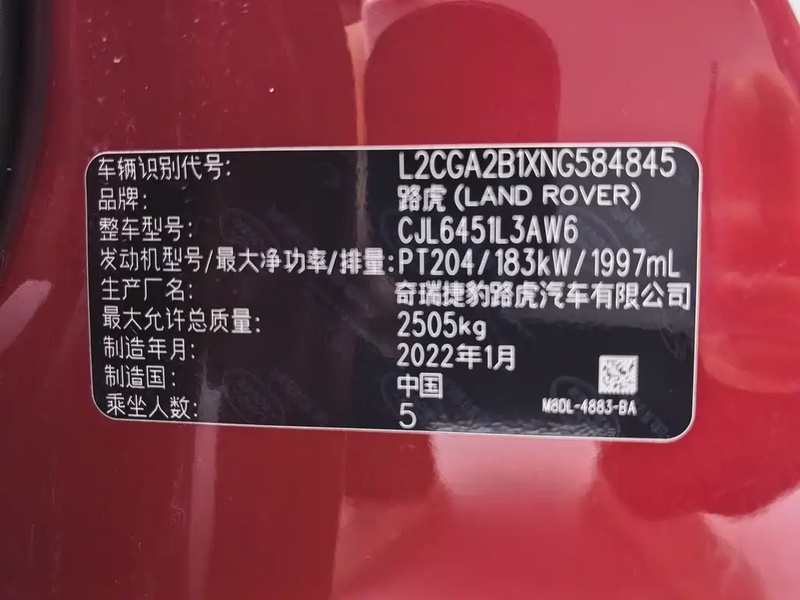 车辆识别代号: L2CGA2B1XNG584845
品牌: 路虎(LAND ROVER)
整车型号: CJL6451L3AW6
发动机型号/最大净功率/排量: PT204/183kW/1997mL
生产厂名: 奇瑞捷豹路虎汽车有限公司
最大允许总质量: 2505kg
制造年月: 2022年1月
制造国: 中国
乘坐人数: 5
M8DL-4883-BA